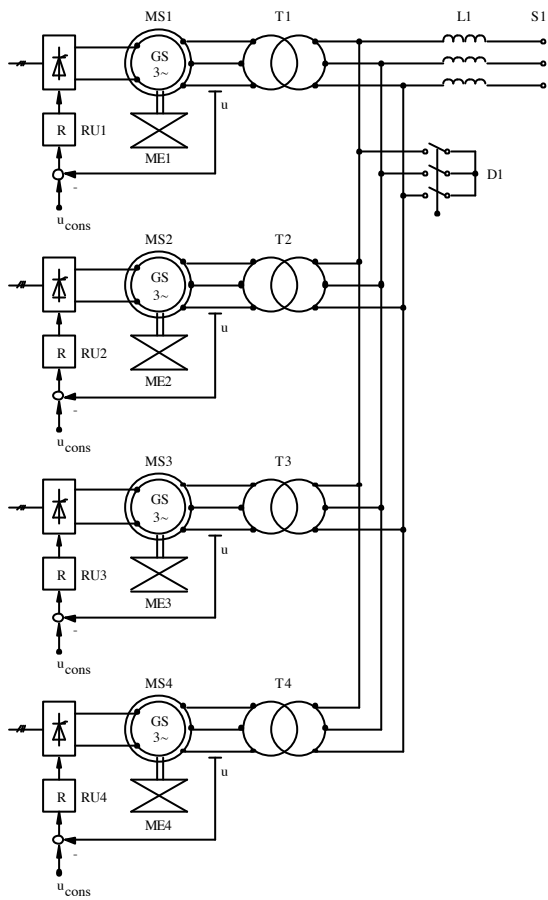 MS1 T1 L1 S1
GS
3~
u
R RU1
ME1
-
u cons
D1
MS2 T2
GS
3~
u
R RU2
ME2
-
u cons
MS3 T3
GS
3~
u
R RU3
ME3
-
u cons
MS4 T4
GS
3~
u
R RU4
ME4
-
u cons